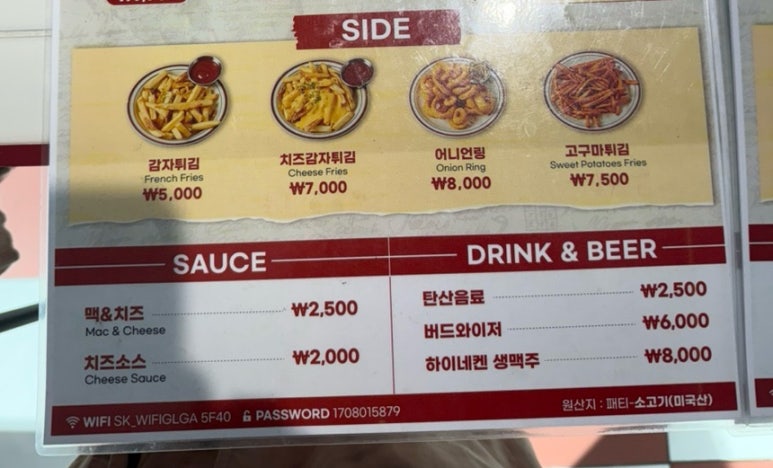 SIDE
감자튀김
French Fries
₩5,000
치즈감자튀김
Cheese Fries
₩7,000
어니언링
Onion Ring
₩8,000
고구마튀김
Sweet Potatoes Fries
₩7,500
SAUCE
맥&치즈 ₩2,500
Mac & Cheese
치즈소스 ₩2,000
Cheese Sauce
DRINK & BEER
탄산음료 ₩2,500
버드와이저 ₩6,000
하이네켄 생맥주 ₩8,000
WIFI SK_WIFIGLGA 5F40 PASSWORD 1708015879
원산지 : 패티-소고기(미국산)